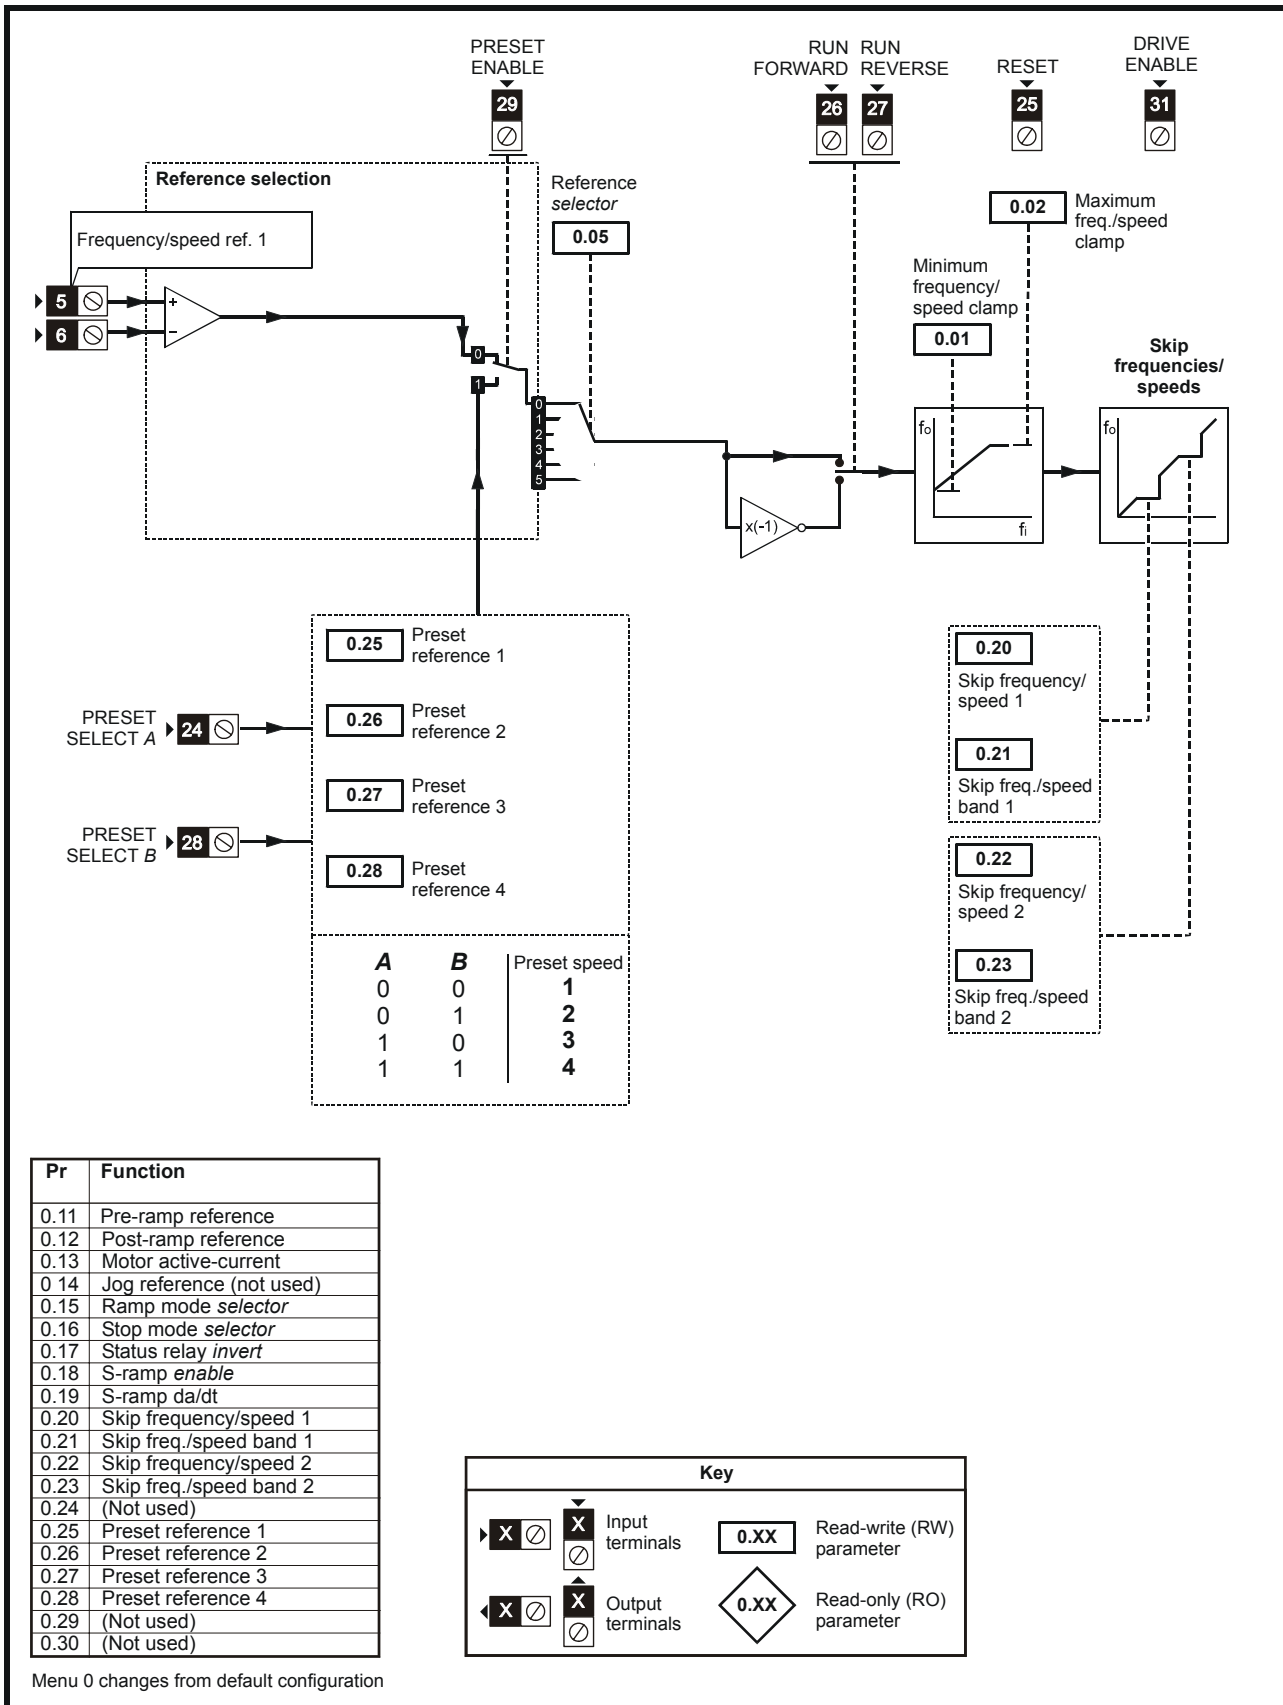 PRESET
ENABLE
29
RUN
FORWARD
26
RUN
REVERSE
27
RESET
25
DRIVE
ENABLE
31
Reference selection
Frequency/speed ref. 1
5
6
+
−
0
1
Reference
selector
0.05
0
1
2
3
4
5
x(-1)
Minimum
frequency/
speed clamp
0.01
0.02
Maximum
freq./speed
clamp
fo
fi
Skip
frequencies/
speeds
fo
PRESET
SELECT A
24
PRESET
SELECT B
28
0.25 Preset
reference 1
0.26 Preset
reference 2
0.27 Preset
reference 3
0.28 Preset
reference 4
A B Preset speed
0 0 1
0 1 2
1 0 3
1 1 4
0.20
Skip frequency/
speed 1
0.21
Skip freq./speed
band 1
0.22
Skip frequency/
speed 2
0.23
Skip freq./speed
band 2
Pr Function
0.11 Pre-ramp reference
0.12 Post-ramp reference
0.13 Motor active-current
0 14 Jog reference (not used)
0.15 Ramp mode selector
0.16 Stop mode selector
0.17 Status relay invert
0.18 S-ramp enable
0.19 S-ramp da/dt
0.20 Skip frequency/speed 1
0.21 Skip freq./speed band 1
0.22 Skip frequency/speed 2
0.23 Skip freq./speed band 2
0.24 (Not used)
0.25 Preset reference 1
0.26 Preset reference 2
0.27 Preset reference 3
0.28 Preset reference 4
0.29 (Not used)
0.30 (Not used)
Menu 0 changes from default configuration
Key
X X Input
terminals
0.XX Read-write (RW)
parameter
X X Output
terminals
0.XX Read-only (RO)
parameter